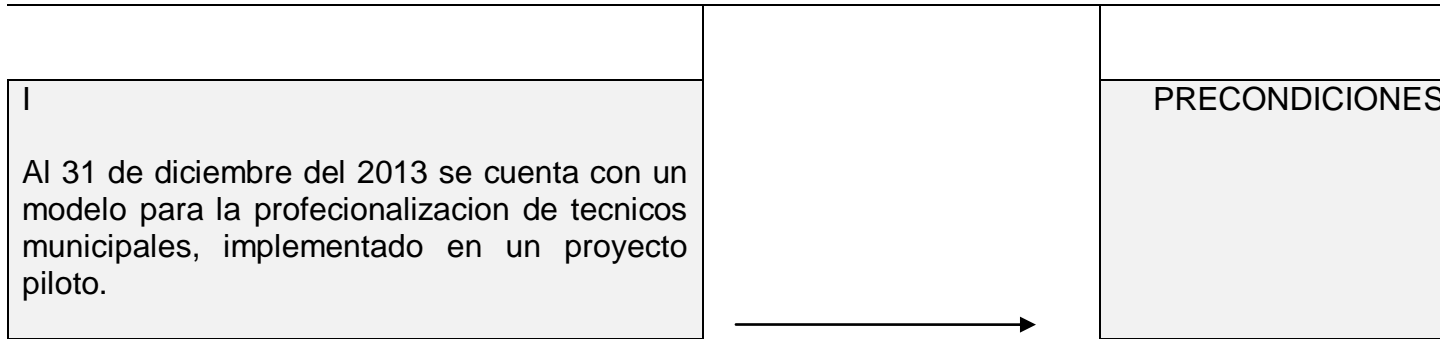 I
PRECONDICIONES
Al 31 de diciembre del 2013 se cuenta con un
modelo para la profecionalizacion de tecnicos
municipales, implementado en un proyecto
piloto.